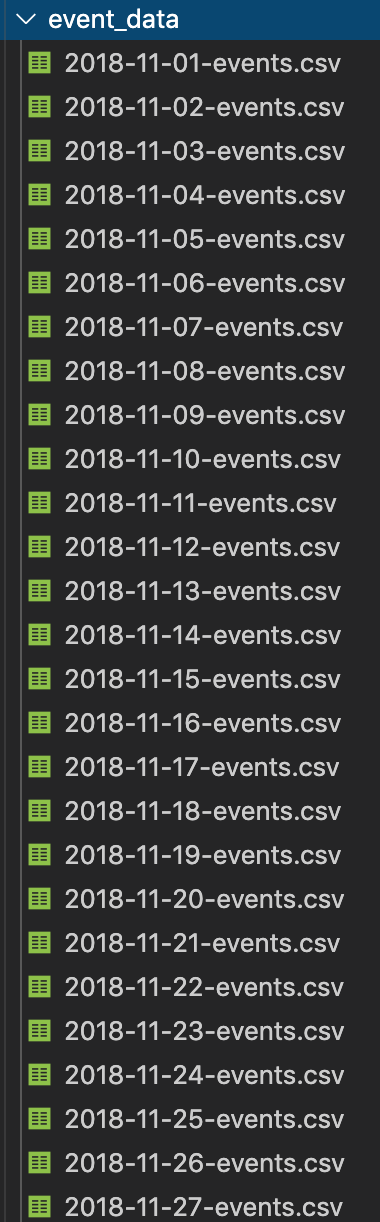 event_data
2018-11-01-events.csv
2018-11-02-events.csv
2018-11-03-events.csv
2018-11-04-events.csv
2018-11-05-events.csv
2018-11-06-events.csv
2018-11-07-events.csv
2018-11-08-events.csv
2018-11-09-events.csv
2018-11-10-events.csv
2018-11-11-events.csv
2018-11-12-events.csv
2018-11-13-events.csv
2018-11-14-events.csv
2018-11-15-events.csv
2018-11-16-events.csv
2018-11-17-events.csv
2018-11-18-events.csv
2018-11-19-events.csv
2018-11-20-events.csv
2018-11-21-events.csv
2018-11-22-events.csv
2018-11-23-events.csv
2018-11-24-events.csv
2018-11-25-events.csv
2018-11-26-events.csv
2018-11-27-events.csv